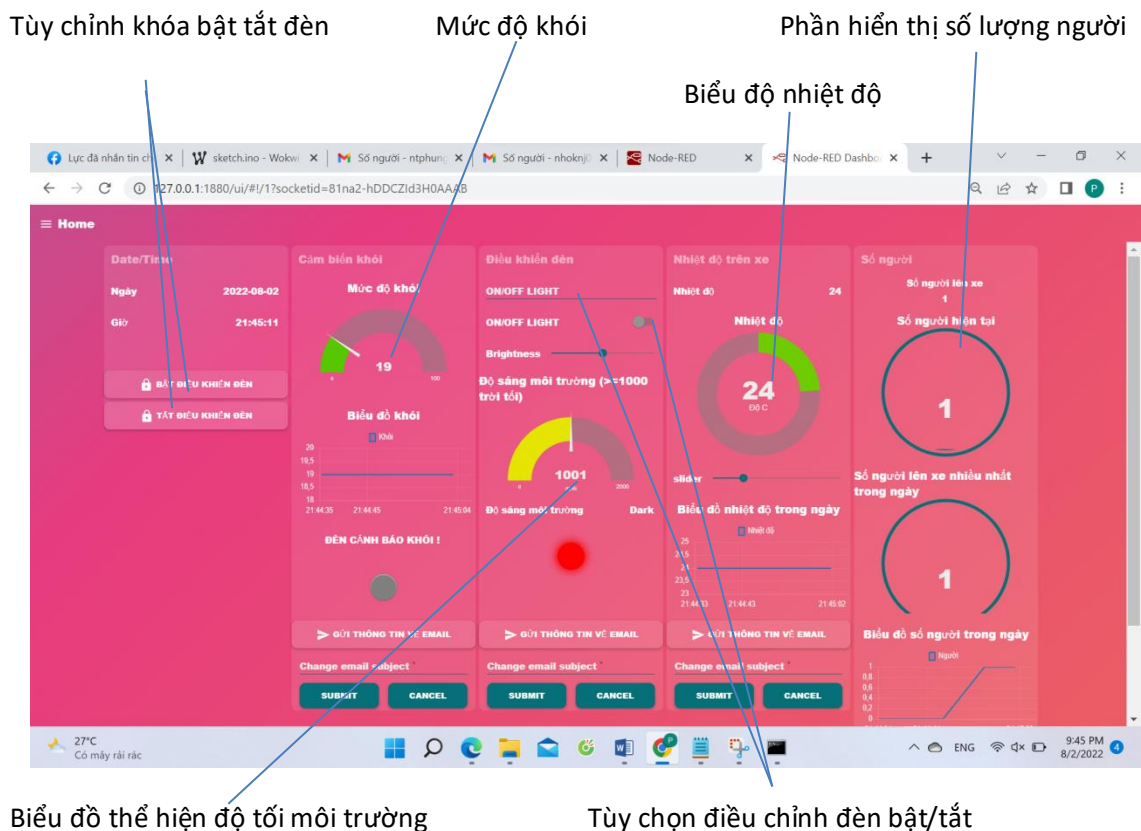 Tùy chỉnh khóa bật tắt đèn
Mức độ khói
Phần hiển thị số lượng người
Biểu độ nhiệt độ
Lực đã nhắn tin ch
sketch.ino - Wokwi
Số người - ntphung
Số người - nhoknj0
Node-RED
Node-RED Dashbo
127.0.0.1:1880/ui/#!/1?socketid=81na2-hDDCZId3H0AAAB
P
Home
Date/Time
Ngày 2022-08-02
Giờ 21:45:11
BẬT ĐIỀU KHIỂN ĐÈN
TẮT ĐIỀU KHIỂN ĐÈN
Cảm biến khói
Mức độ khói
19
0 100
Biểu đồ khói
Khói
20
19,5
19
18,5
18
21:44:35 21:44:45 21:45:04
ĐÈN CẢNH BÁO KHÓI !
GỬI THÔNG TIN VỀ EMAIL
Change email subject *
SUBMIT CANCEL
Điều khiển đèn
ON/OFF LIGHT
ON/OFF LIGHT
Brightness
Độ sáng môi trường (>=1000
trời tối)
1001
0 2000
Độ sáng môi trường Dark
GỬI THÔNG TIN VỀ EMAIL
Change email subject *
SUBMIT CANCEL
Nhiệt độ trên xe
Nhiệt độ 24
Nhiệt độ
24
Độ C
slider
Biểu đồ nhiệt độ trong ngày
Nhiệt độ
25
24,5
24
23,5
23
21:44:33 21:44:43 21:45:02
GỬI THÔNG TIN VỀ EMAIL
Change email subject *
SUBMIT CANCEL
Số người
Số người lên xe
1
Số người hiện tại
1
Số người lên xe nhiều nhất
trong ngày
1
Biểu đồ số người trong ngày
Người
1
0,8
0,6
0,4
0,2
0
27°C
Có mây rải rác
ENG
9:45 PM
8/2/2022
4
Biểu đồ thể hiện độ tối môi trường
Tùy chọn điều chỉnh đèn bật/tắt